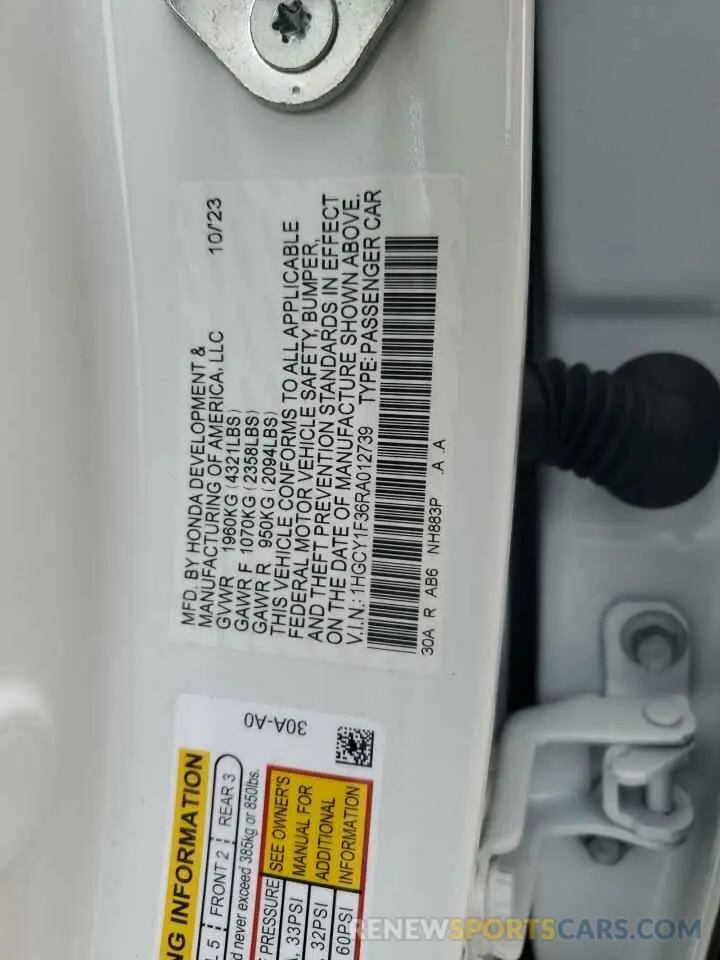 MFD. BY HONDA DEVELOPMENT &
MANUFACTURING OF AMERICA, LLC 10/'23
GVWR 1960KG (4321LBS)
GAWR F 1070KG (2358LBS)
GAWR R 950KG (2094LBS)
THIS VEHICLE CONFORMS TO ALL APPLICABLE
FEDERAL MOTOR VEHICLE SAFETY, BUMPER,
AND THEFT PREVENTION STANDARDS IN EFFECT
ON THE DATE OF MANUFACTURE SHOWN ABOVE.
V.I.N.: 1HGCY1F36RA012739 TYPE: PASSENGER CAR
30A R AB6 NH883P A A
30A-A0
INFORMATION
5 FRONT 2 REAR 3
never exceed 385kg or 850lbs.
PRESSURE SEE OWNER'S
33PSI MANUAL FOR
32PSI ADDITIONAL
60PSI INFORMATION
RENEWSPORTSCARS.COM